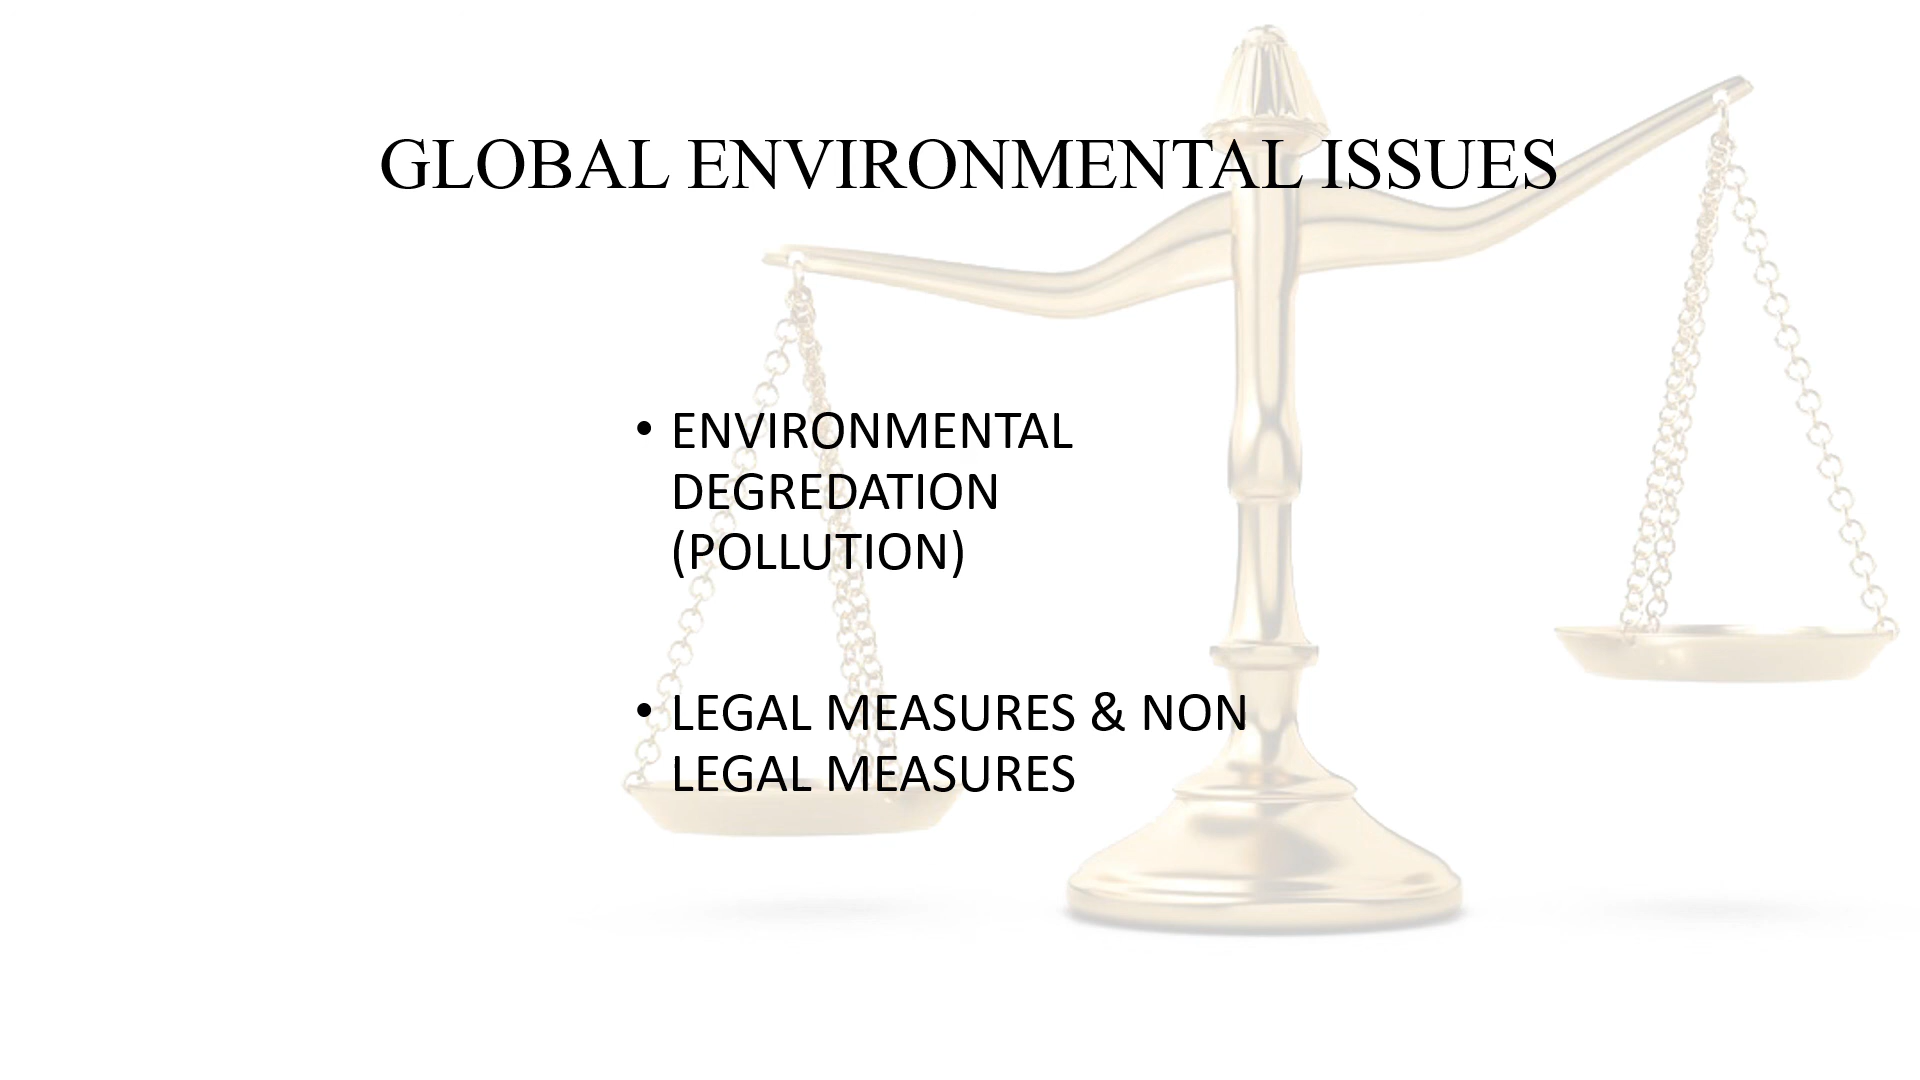 GLOBAL ENVIRONMENTAL ISSUES
• ENVIRONMENTAL
DEGREDATION
(POLLUTION)
• LEGAL MEASURES & NON
LEGAL MEASURES